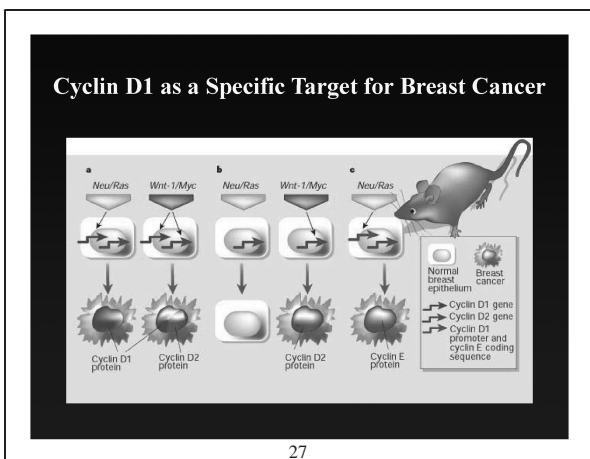 Cyclin D1 as a Specific Target for Breast Cancer
a
b
c
Neu/Ras
Wnt-1/Myc
Neu/Ras
Wnt-1/Myc
Neu/Ras
Cyclin D1
protein
Cyclin D2
protein
Cyclin D2
protein
Cyclin E
protein
Normal
breast
epithelium
Breast
cancer
Cyclin D1 gene
Cyclin D2 gene
Cyclin D1
promoter and
cyclin E coding
sequence
27